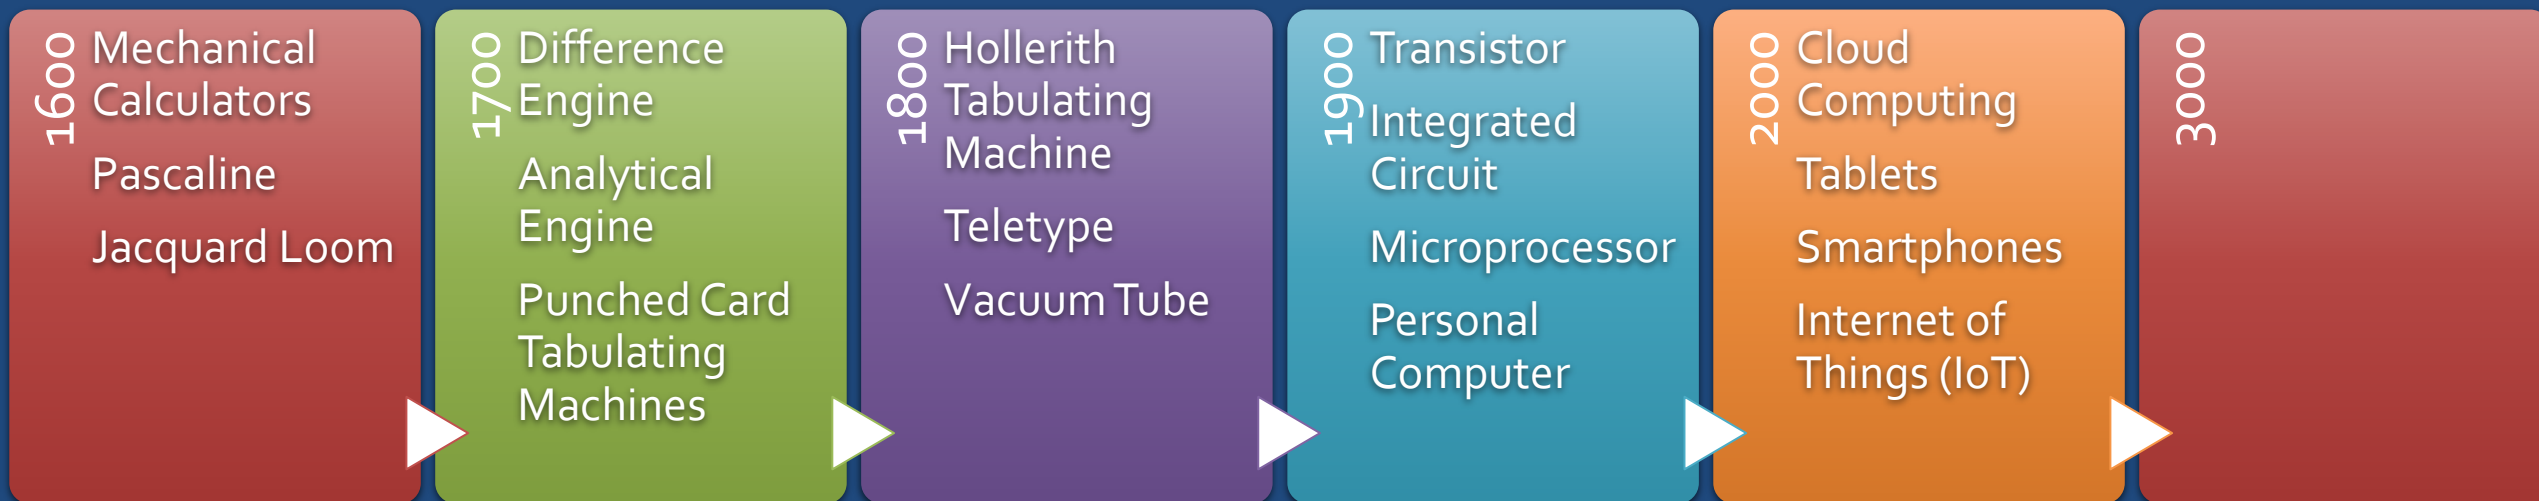 1600
Mechanical
Calculators
Pascaline
Jacquard Loom
1700
Difference
Engine
Analytical
Engine
Punched Card
Tabulating
Machines
1800
Hollerith
Tabulating
Machine
Teletype
Vacuum Tube
1900
Transistor
Integrated
Circuit
Microprocessor
Personal
Computer
2000
Cloud
Computing
Tablets
Smartphones
Internet of
Things (IoT)
3000